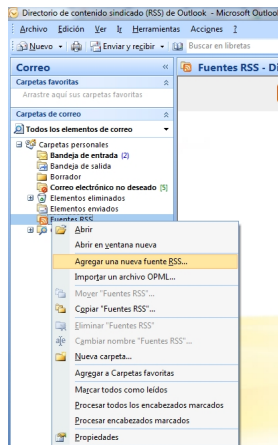 Directorio de contenido sindicado (RSS) de Outlook - Microsoft Outloo
Archivo Edición Ver Ir Herramientas Acciones ?
Nuevo Enviar y recibir Buscar en libretas
Correo « Fuentes RSS - Di
Carpetas favoritas
Arrastre aquí sus carpetas favoritas
Carpetas de correo
Todos los elementos de correo
Carpetas personales
Bandeja de entrada (2)
Bandeja de salida
Borrador
Correo electrónico no deseado [5]
Elementos eliminados
Elementos enviados
Fuentes RSS
Abrir
Abrir en ventana nueva
Agregar una nueva fuente RSS...
Importar un archivo OPML...
Mover "Fuentes RSS"...
Copiar "Fuentes RSS"...
Eliminar "Fuentes RSS"
Cambiar nombre "Fuentes RSS"...
Nueva carpeta...
Agregar a Carpetas favoritas
Marcar todos como leídos
Procesar todos los encabezados marcados
Procesar encabezados marcados
Propiedades